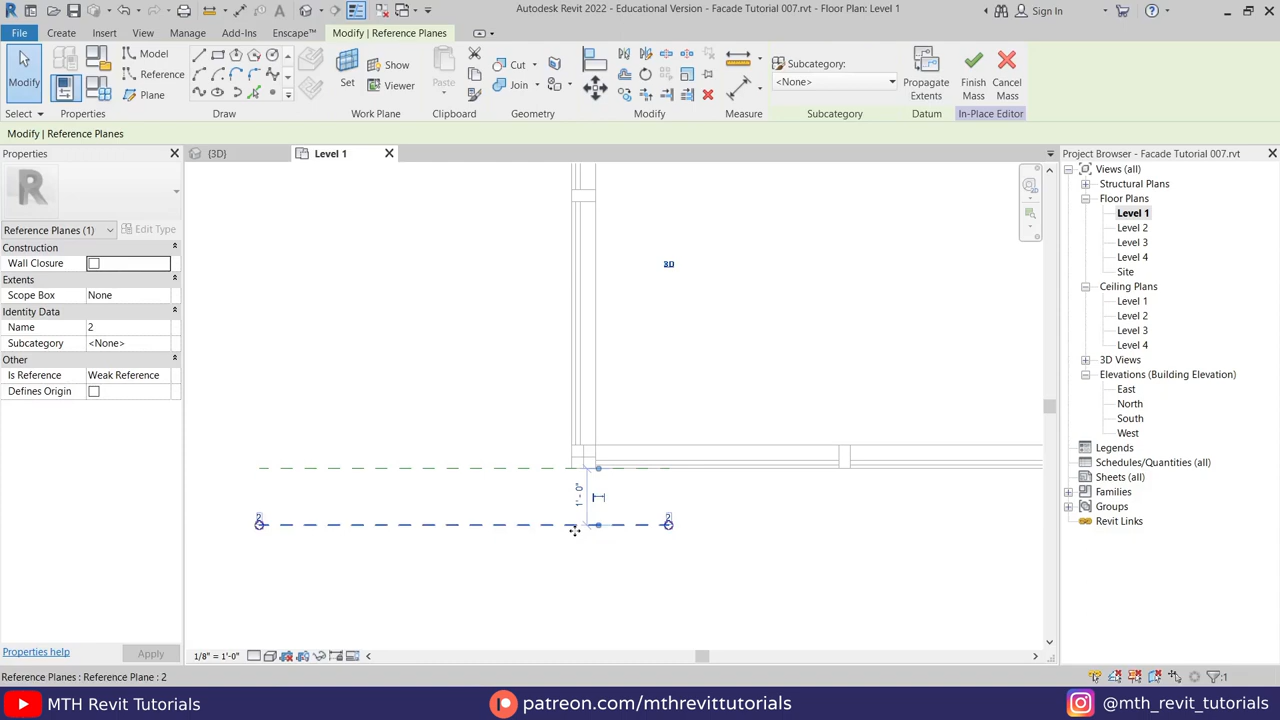 Autodesk Revit 2022 - Educational Version - Facade Tutorial 007.rvt - Floor Plan: Level 1
Sign In
File Create Insert View Manage Add-Ins Enscape™ Modify | Reference Planes
Modify
Select
Properties
Model
Reference
Plane
Draw
Set
Show
Viewer
Work Plane
Paste
Clipboard
Cut
Join
Geometry
Modify
Measure
Subcategory:
<None>
Subcategory
Propagate Extents
Datum
Finish Mass
Cancel Mass
In-Place Editor
Modify | Reference Planes
Properties
R
Reference Planes (1)
Edit Type
Construction
Wall Closure
Extents
Scope Box None
Identity Data
Name 2
Subcategory <None>
Other
Is Reference Weak Reference
Defines Origin
Properties help
Apply
{3D}
Level 1
2D
3D
1' - 0"
2
2
1/8" = 1'-0"
Project Browser - Facade Tutorial 007.rvt
Views (all)
Structural Plans
Floor Plans
Level 1
Level 2
Level 3
Level 4
Site
Ceiling Plans
Level 1
Level 2
Level 3
Level 4
3D Views
Elevations (Building Elevation)
East
North
South
West
Legends
Schedules/Quantities (all)
Sheets (all)
Families
Groups
Revit Links
Reference Planes : Reference Plane : 2
:1
MTH Revit Tutorials
patreon.com/mthrevittutorials
@mth_revit_tutorials